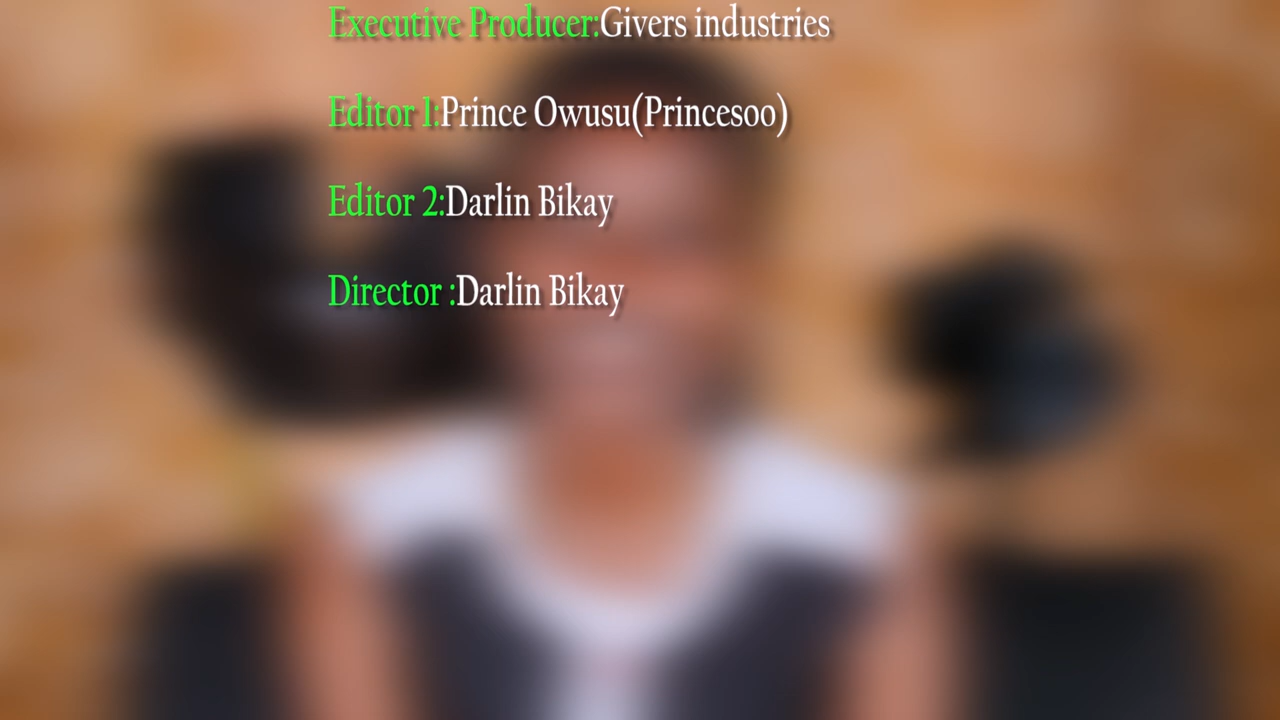 Executive Producer:Givers industries
Editor 1:Prince Owusu(Princesoo)
Editor 2:Darlin Bikay
Director :Darlin Bikay